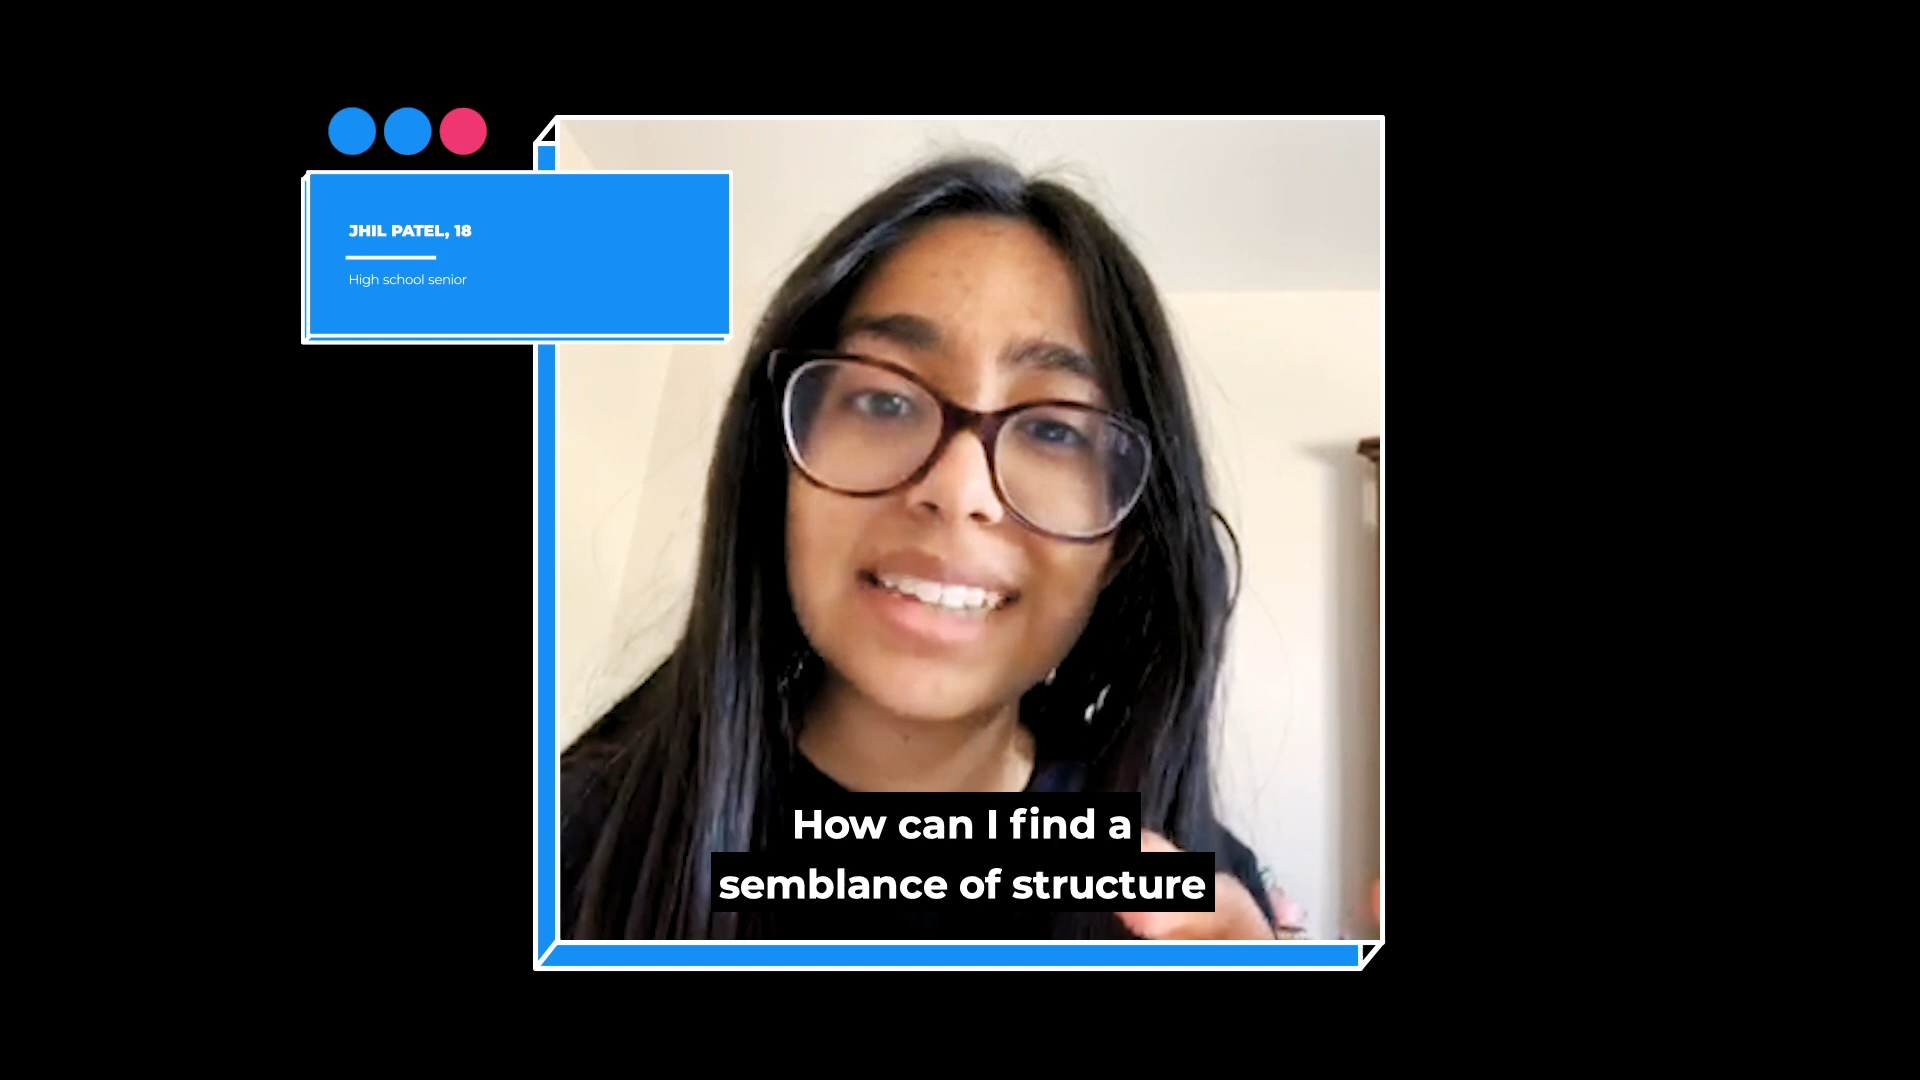 JHIL PATEL, 18
High school senior
How can I find a
semblance of structure